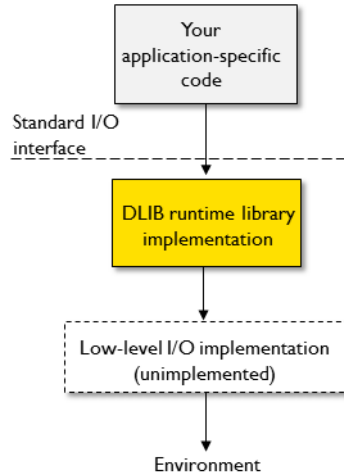 Your
application-specific
code
Standard I/O
interface
DLIB runtime library
implementation
Low-level I/O implementation
(unimplemented)
Environment